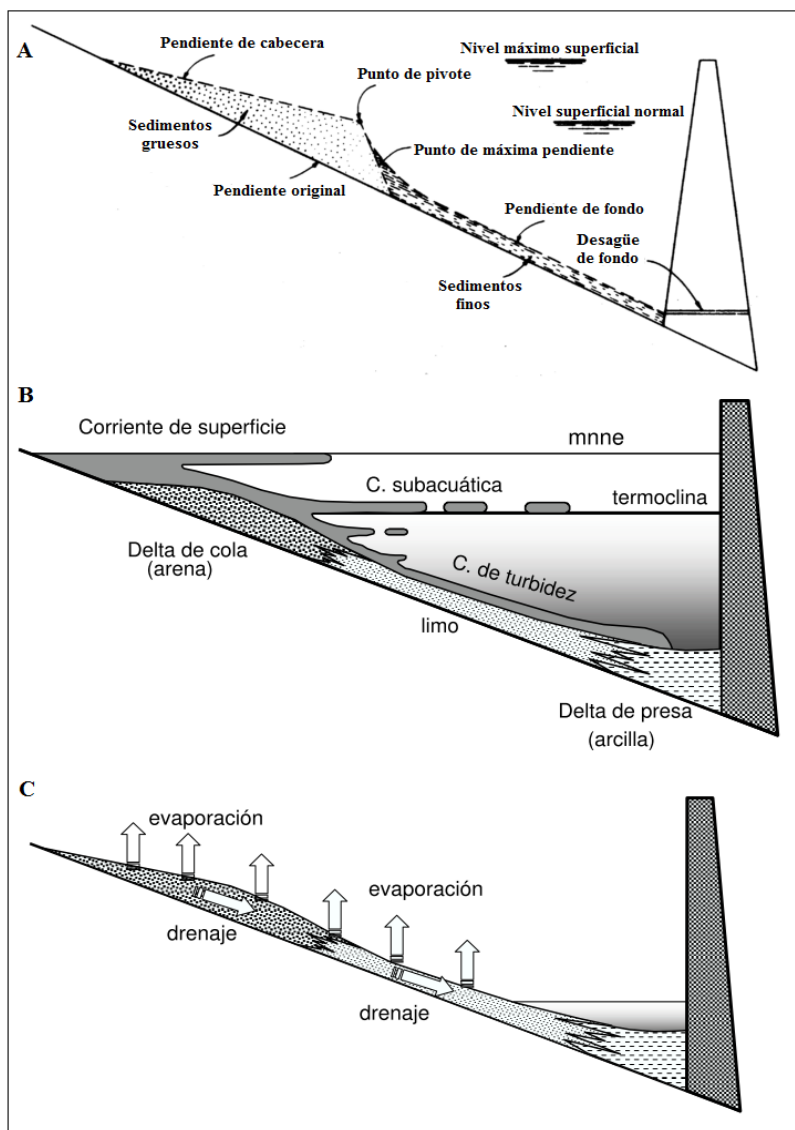 A
Pendiente de cabecera
Nivel máximo superficial
Punto de pivote
Nivel superficial normal
Sedimentos
gruesos
Punto de máxima pendiente
Pendiente original
Pendiente de fondo
Desagüe
de fondo
Sedimentos
finos
B
Corriente de superficie
mnne
C. subacuática
termoclina
Delta de cola
(arena)
C. de turbidez
limo
Delta de presa
(arcilla)
C
evaporación
evaporación
drenaje
drenaje